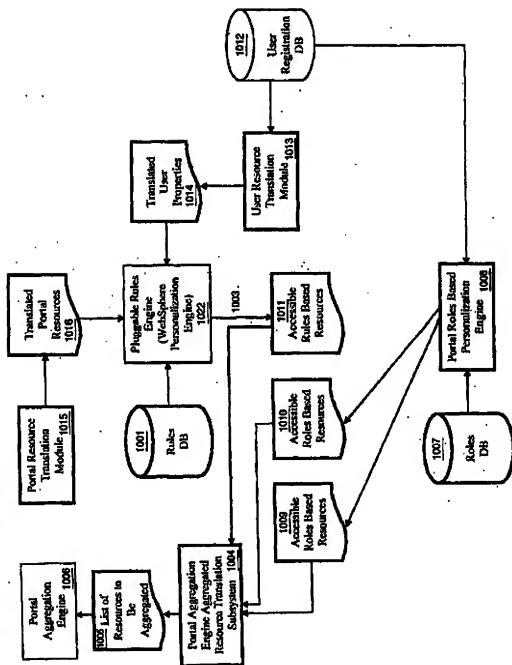 1012
User
Registration
DB
Translated
User
Properties
1014
User Resource
Translation
Module 1013
Translated
Portal
Resources
1016
Pluggable Rules
Engine
(WebSphere
Personalization
Engine)
1022
1003
1011
Accessible
Rules Based
Resources
Portal Resource
Translation
Module 1015
1001
Rules
DB
1010
Accessible
Roles Based
Resources
Portal Roles Based
Personalization
Engine 1008
1009
Accessible
Roles Based
Resources
1007
Roles
DB
Portal
Aggregation
Engine 1006
1005 List of
Resources to
Be
Aggregated
Portal Aggregation 1004
Engine Aggregated
Resource Translation
Subsystem